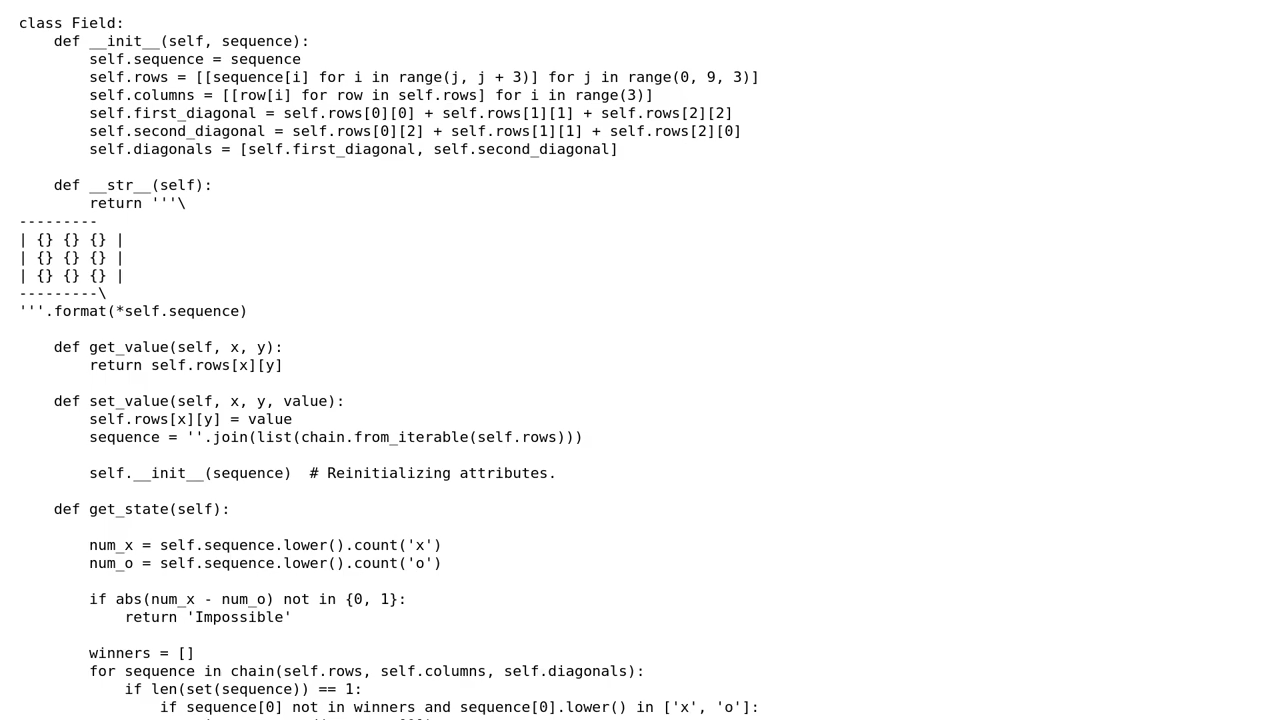 class Field:
    def __init__(self, sequence):
        self.sequence = sequence
        self.rows = [[sequence[i] for i in range(j, j + 3)] for j in range(0, 9, 3)]
        self.columns = [[row[i] for row in self.rows] for i in range(3)]
        self.first_diagonal = self.rows[0][0] + self.rows[1][1] + self.rows[2][2]
        self.second_diagonal = self.rows[0][2] + self.rows[1][1] + self.rows[2][0]
        self.diagonals = [self.first_diagonal, self.second_diagonal]

    def __str__(self):
        return '''\
---------
| {} {} {} |
| {} {} {} |
| {} {} {} |
---------\
'''.format(*self.sequence)

    def get_value(self, x, y):
        return self.rows[x][y]

    def set_value(self, x, y, value):
        self.rows[x][y] = value
        sequence = ''.join(list(chain.from_iterable(self.rows)))

        self.__init__(sequence)  # Reinitializing attributes.

    def get_state(self):

        num_x = self.sequence.lower().count('x')
        num_o = self.sequence.lower().count('o')

        if abs(num_x - num_o) not in {0, 1}:
            return 'Impossible'

        winners = []
        for sequence in chain(self.rows, self.columns, self.diagonals):
            if len(set(sequence)) == 1:
                if sequence[0] not in winners and sequence[0].lower() in ['x', 'o']: